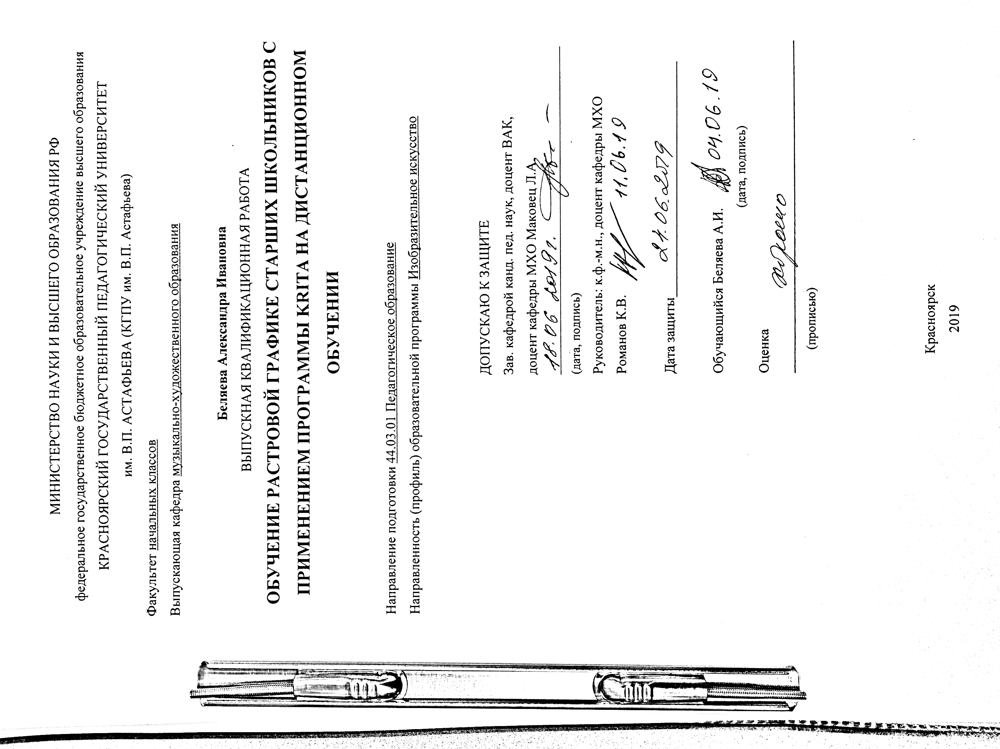 МИНИСТЕРСТВО НАУКИ И ВЫСШЕГО ОБРАЗОВАНИЯ РФ
федеральное государственное бюджетное образовательное учреждение высшего образования
КРАСНОЯРСКИЙ ГОСУДАРСТВЕННЫЙ ПЕДАГОГИЧЕСКИЙ УНИВЕРСИТЕТ
им. В.П. АСТАФЬЕВА (КГПУ им. В.П. Астафьева)
Факультет начальных классов
Выпускающая кафедра музыкально-художественного образования
Беляева Александра Ивановна
ВЫПУСКНАЯ КВАЛИФИКАЦИОННАЯ РАБОТА
ОБУЧЕНИЕ РАСТРОВОЙ ГРАФИКЕ СТАРШИХ ШКОЛЬНИКОВ С
ПРИМЕНЕНИЕМ ПРОГРАММЫ KRITA НА ДИСТАНЦИОННОМ
ОБУЧЕНИИ
Направление подготовки 44.03.01 Педагогическое образование
Направленность (профиль) образовательной программы Изобразительное искусство
ДОПУСКАЮ К ЗАЩИТЕ
Зав. кафедрой канд. пед. наук, доцент ВАК,
доцент кафедры МХО Маковец Л.А.
18.06 2019 г.
(дата, подпись)
Руководитель: к.ф.-м.н., доцент кафедры МХО
Романов К.В. 11.06.19
Дата защиты 21.06.2019
Обучающийся Беляева А.И. 04.06.19
(дата, подпись)
Оценка
хорошо
(прописью)
Красноярск
2019